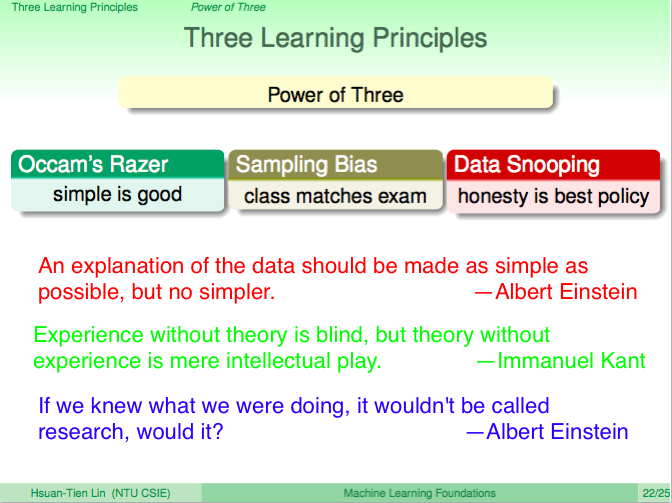 Three Learning Principles Power of Three
Three Learning Principles
Power of Three
Occam's Razer Sampling Bias Data Snooping
simple is good class matches exam honesty is best policy
An explanation of the data should be made as simple as
possible, but no simpler. —Albert Einstein
Experience without theory is blind, but theory without
experience is mere intellectual play. —Immanuel Kant
If we knew what we were doing, it wouldn't be called
research, would it? —Albert Einstein
Hsuan-Tien Lin (NTU CSIE) Machine Learning Foundations 22/25